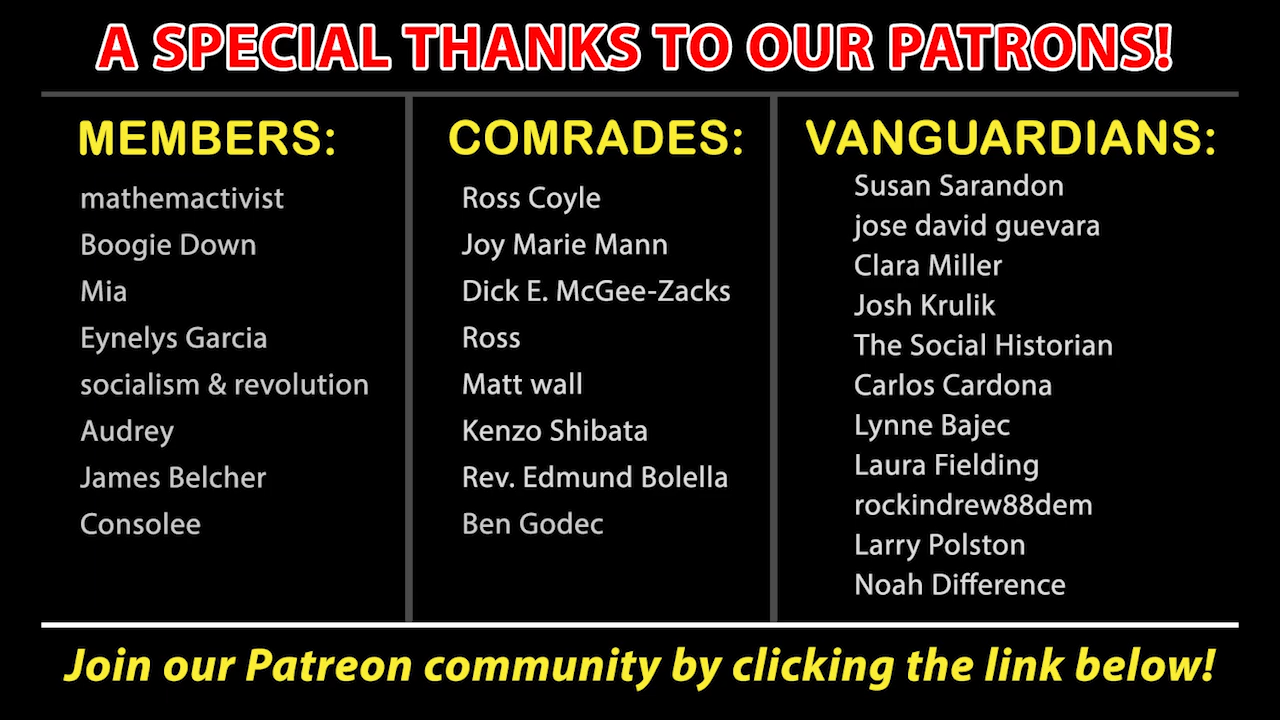 A SPECIAL THANKS TO OUR PATRONS!
MEMBERS:
mathemactivist
Boogie Down
Mia
Eynelys Garcia
socialism & revolution
Audrey
James Belcher
Consolee
COMRADES:
Ross Coyle
Joy Marie Mann
Dick E. McGee-Zacks
Ross
Matt wall
Kenzo Shibata
Rev. Edmund Bolella
Ben Godec
VANGUARDIANS:
Susan Sarandon
jose david guevara
Clara Miller
Josh Krulik
The Social Historian
Carlos Cardona
Lynne Bajec
Laura Fielding
rockindrew88dem
Larry Polston
Noah Difference
Join our Patreon community by clicking the link below!